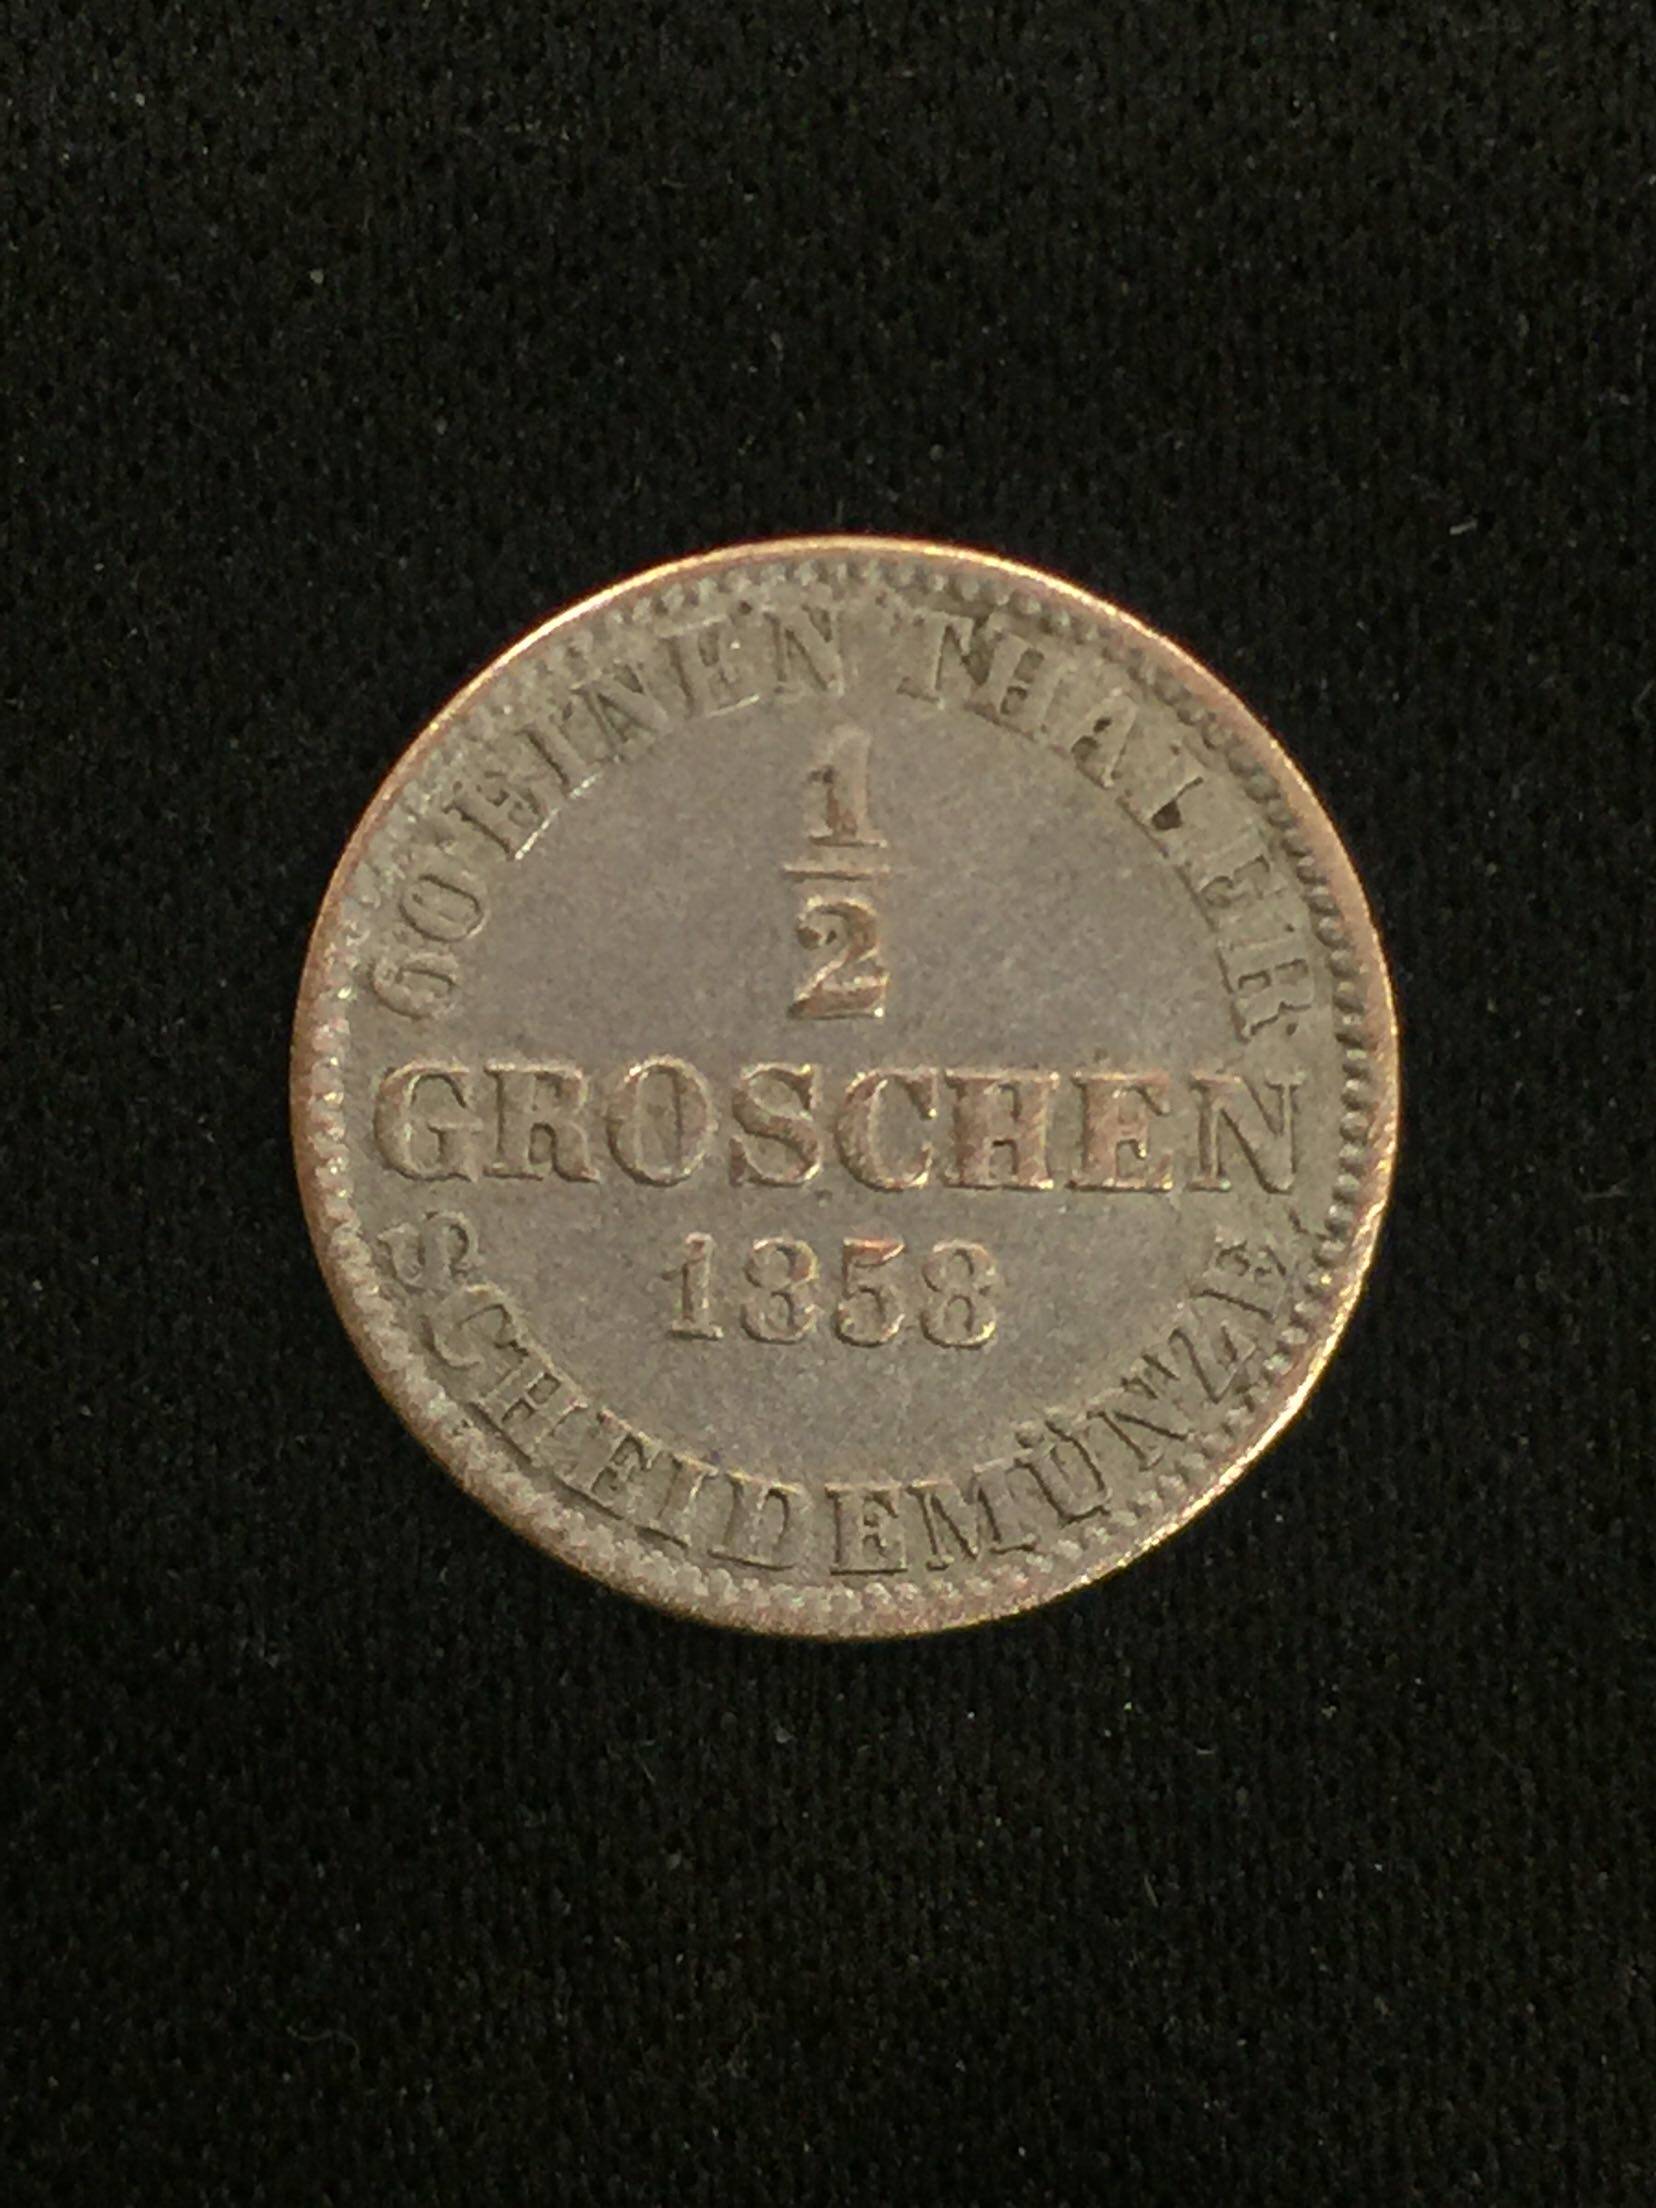 60 EINEN THALER
1
2
GROSCHEN
1858
SCHEIDEMÜNZE